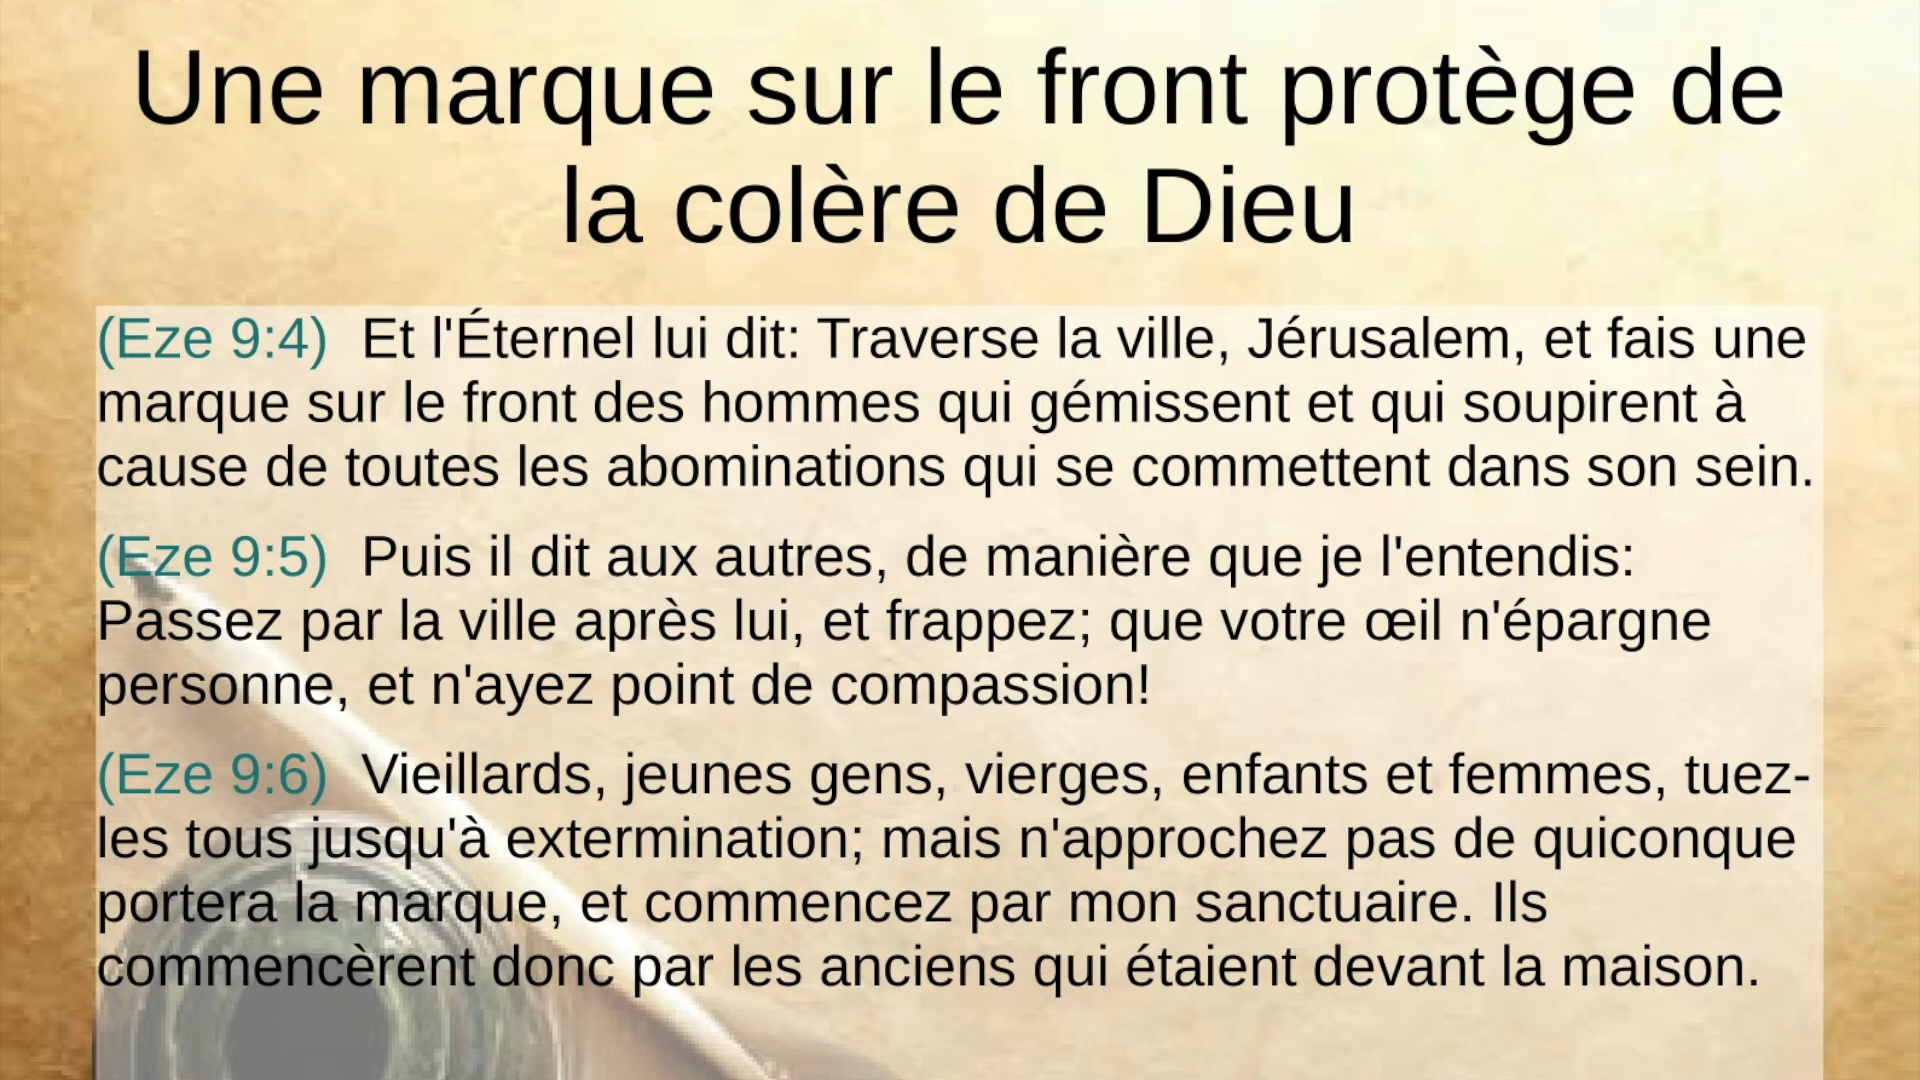 Une marque sur le front protège de
la colère de Dieu
(Eze 9:4)  Et l'Éternel lui dit: Traverse la ville, Jérusalem, et fais une
marque sur le front des hommes qui gémissent et qui soupirent à
cause de toutes les abominations qui se commettent dans son sein.
(Eze 9:5)  Puis il dit aux autres, de manière que je l'entendis:
Passez par la ville après lui, et frappez; que votre œil n'épargne
personne, et n'ayez point de compassion!
(Eze 9:6)  Vieillards, jeunes gens, vierges, enfants et femmes, tuez-
les tous jusqu'à extermination; mais n'approchez pas de quiconque
portera la marque, et commencez par mon sanctuaire. Ils
commencèrent donc par les anciens qui étaient devant la maison.